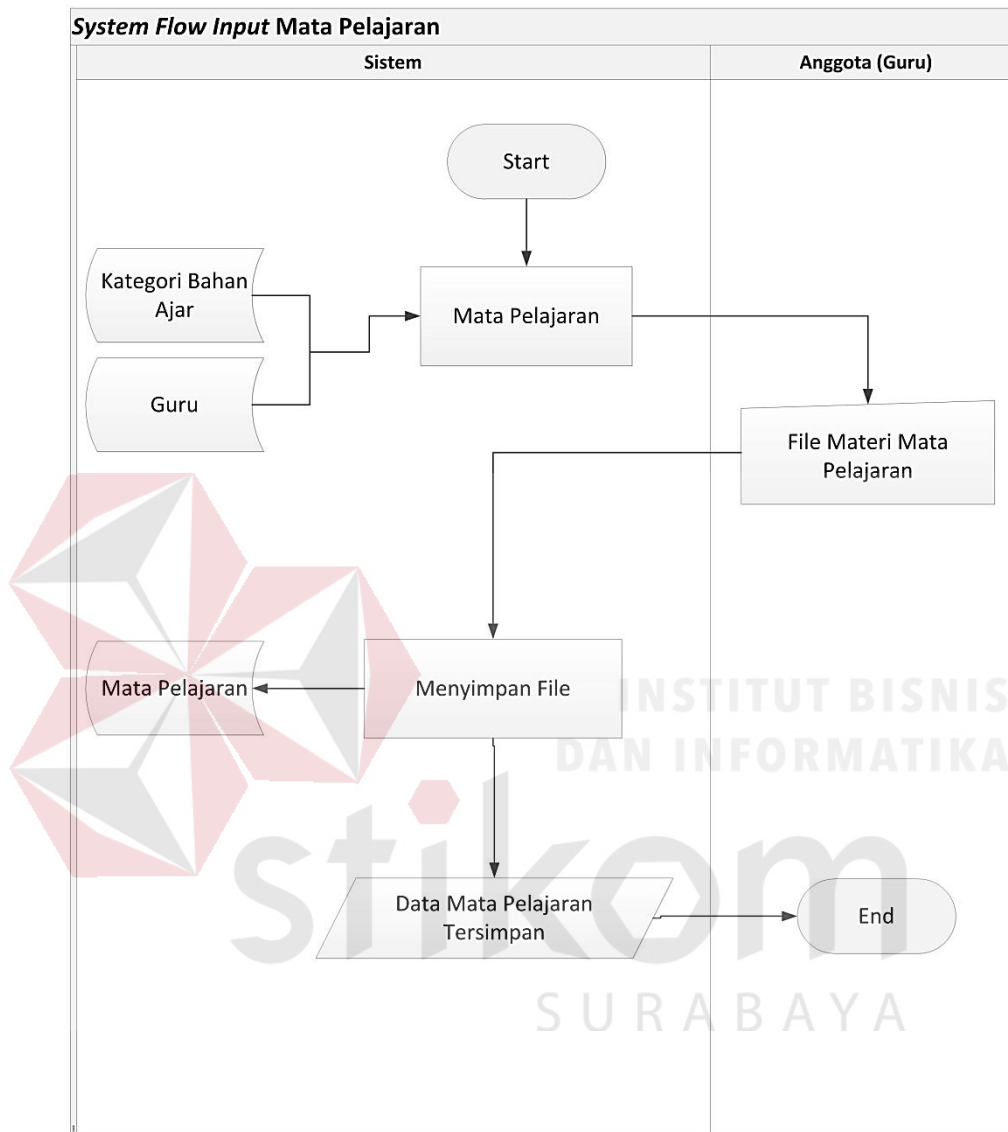 System Flow Input Mata Pelajaran
Sistem
Anggota (Guru)
Start
Kategori Bahan
Ajar
Mata Pelajaran
Guru
File Materi Mata
Pelajaran
Mata Pelajaran
Menyimpan File
INSTITUT BISNIS
DAN INFORMATIKA
stikom
SURABAYA
Data Mata Pelajaran
Tersimpan
End